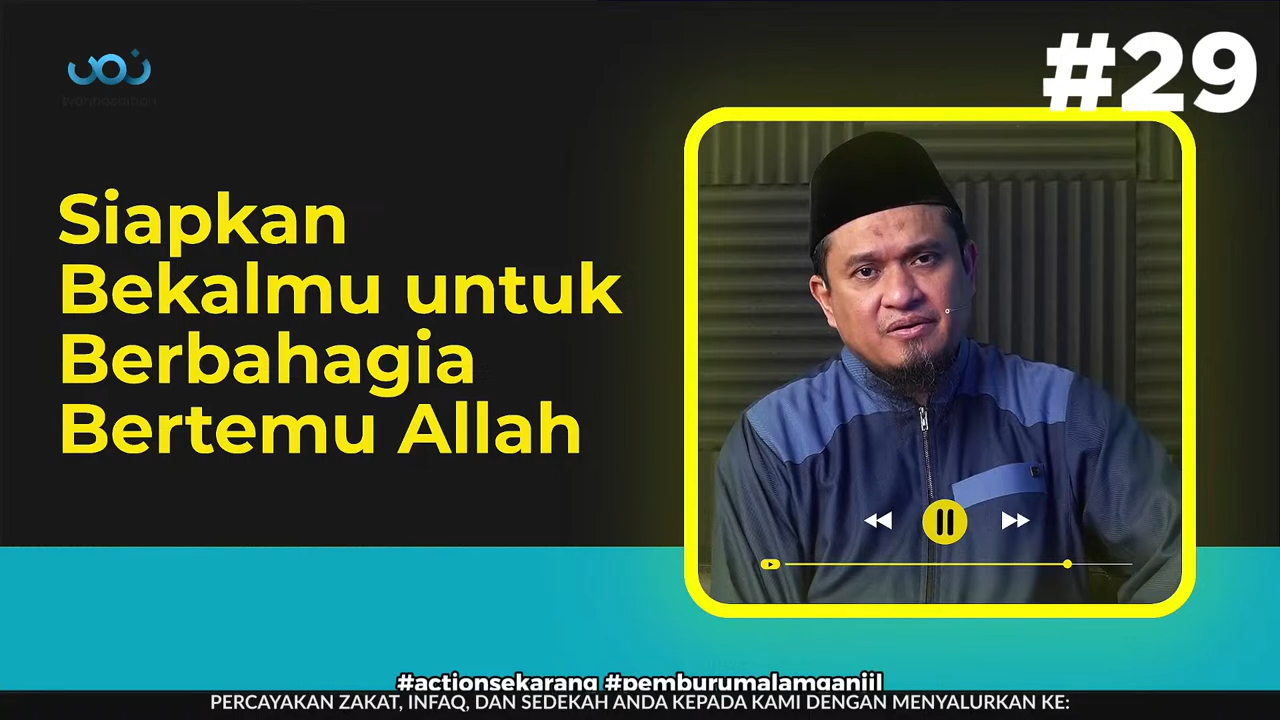 #29
Siapkan
Bekalmu untuk
Berbahagia
Bertemu Allah
#actionsekarang #pemburumalamganjil
PERCAYAKAN ZAKAT, INFAQ, DAN SEDEKAH ANDA KEPADA KAMI DENGAN MENYALURKAN KE: